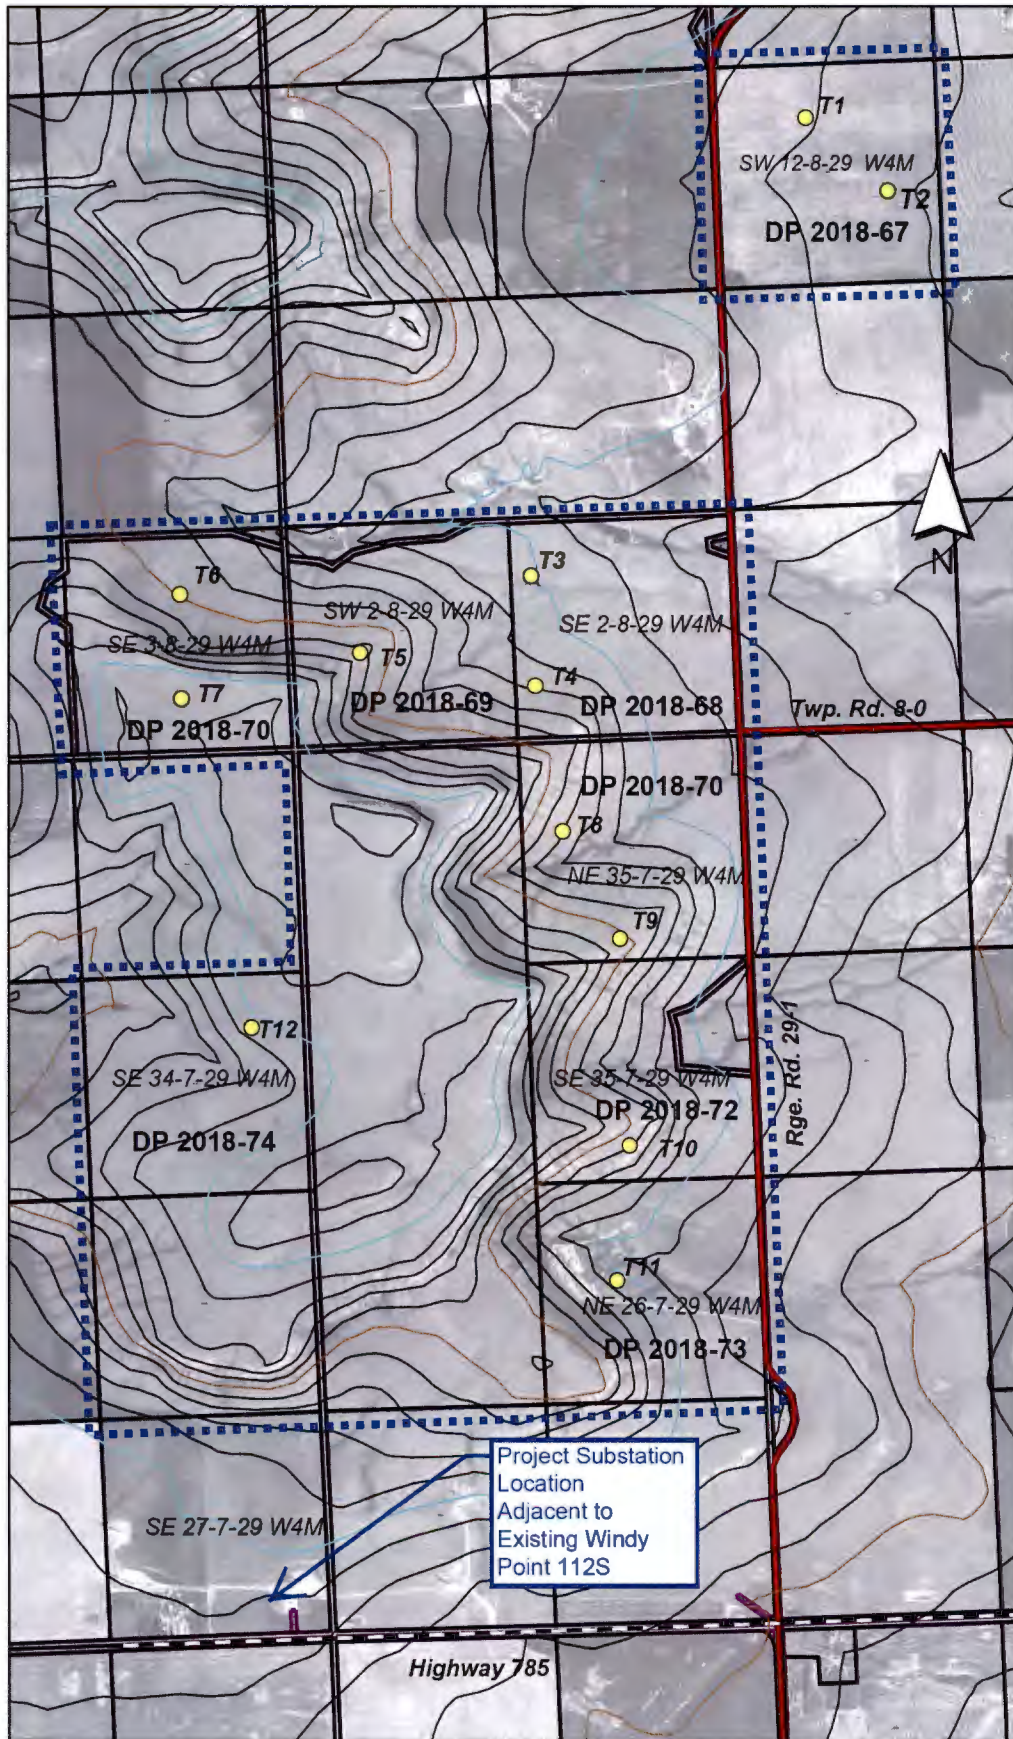 T1
SW 12-8-29 W4M
T2
DP 2018-67
N
T3
T6
SW 2-8-29 W4M
SE 2-8-29 W4M
SE 3-8-29 W4M
T5
T4
T7
DP 2018-69
DP 2018-68
Twp. Rd. 8-0
DP 2018-70
DP 2018-70
T8
NE 35-7-29 W4M
T9
T12
Rge. Rd. 29-1
SE 34-7-29 W4M
SE 35-7-29 W4M
DP 2018-72
DP 2018-74
T10
T11
NE 26-7-29 W4M
DP 2018-73
Project Substation
Location
Adjacent to
Existing Windy
Point 112S
SE 27-7-29 W4M
Highway 785